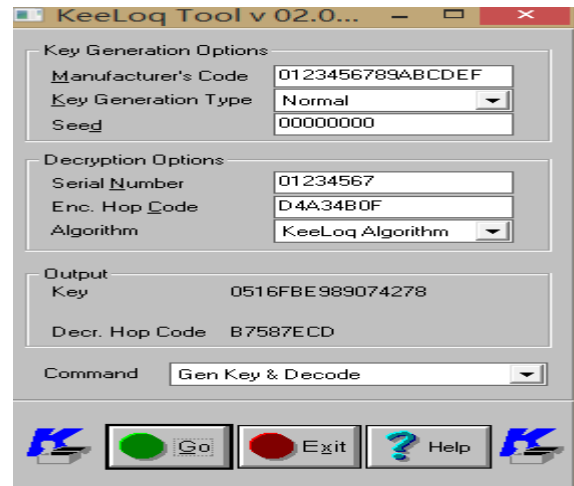 KeeLoq Tool v 02.0...
Key Generation Options
Manufacturer's Code 0123456789ABCDEF
Key Generation Type Normal
Seed 00000000
Decryption Options
Serial Number 01234567
Enc. Hop Code D4A34B0F
Algorithm KeeLoq Algorithm
Output
Key 0516FBE989074278
Decr. Hop Code B7587ECD
Command Gen Key & Decode
Go Exit Help